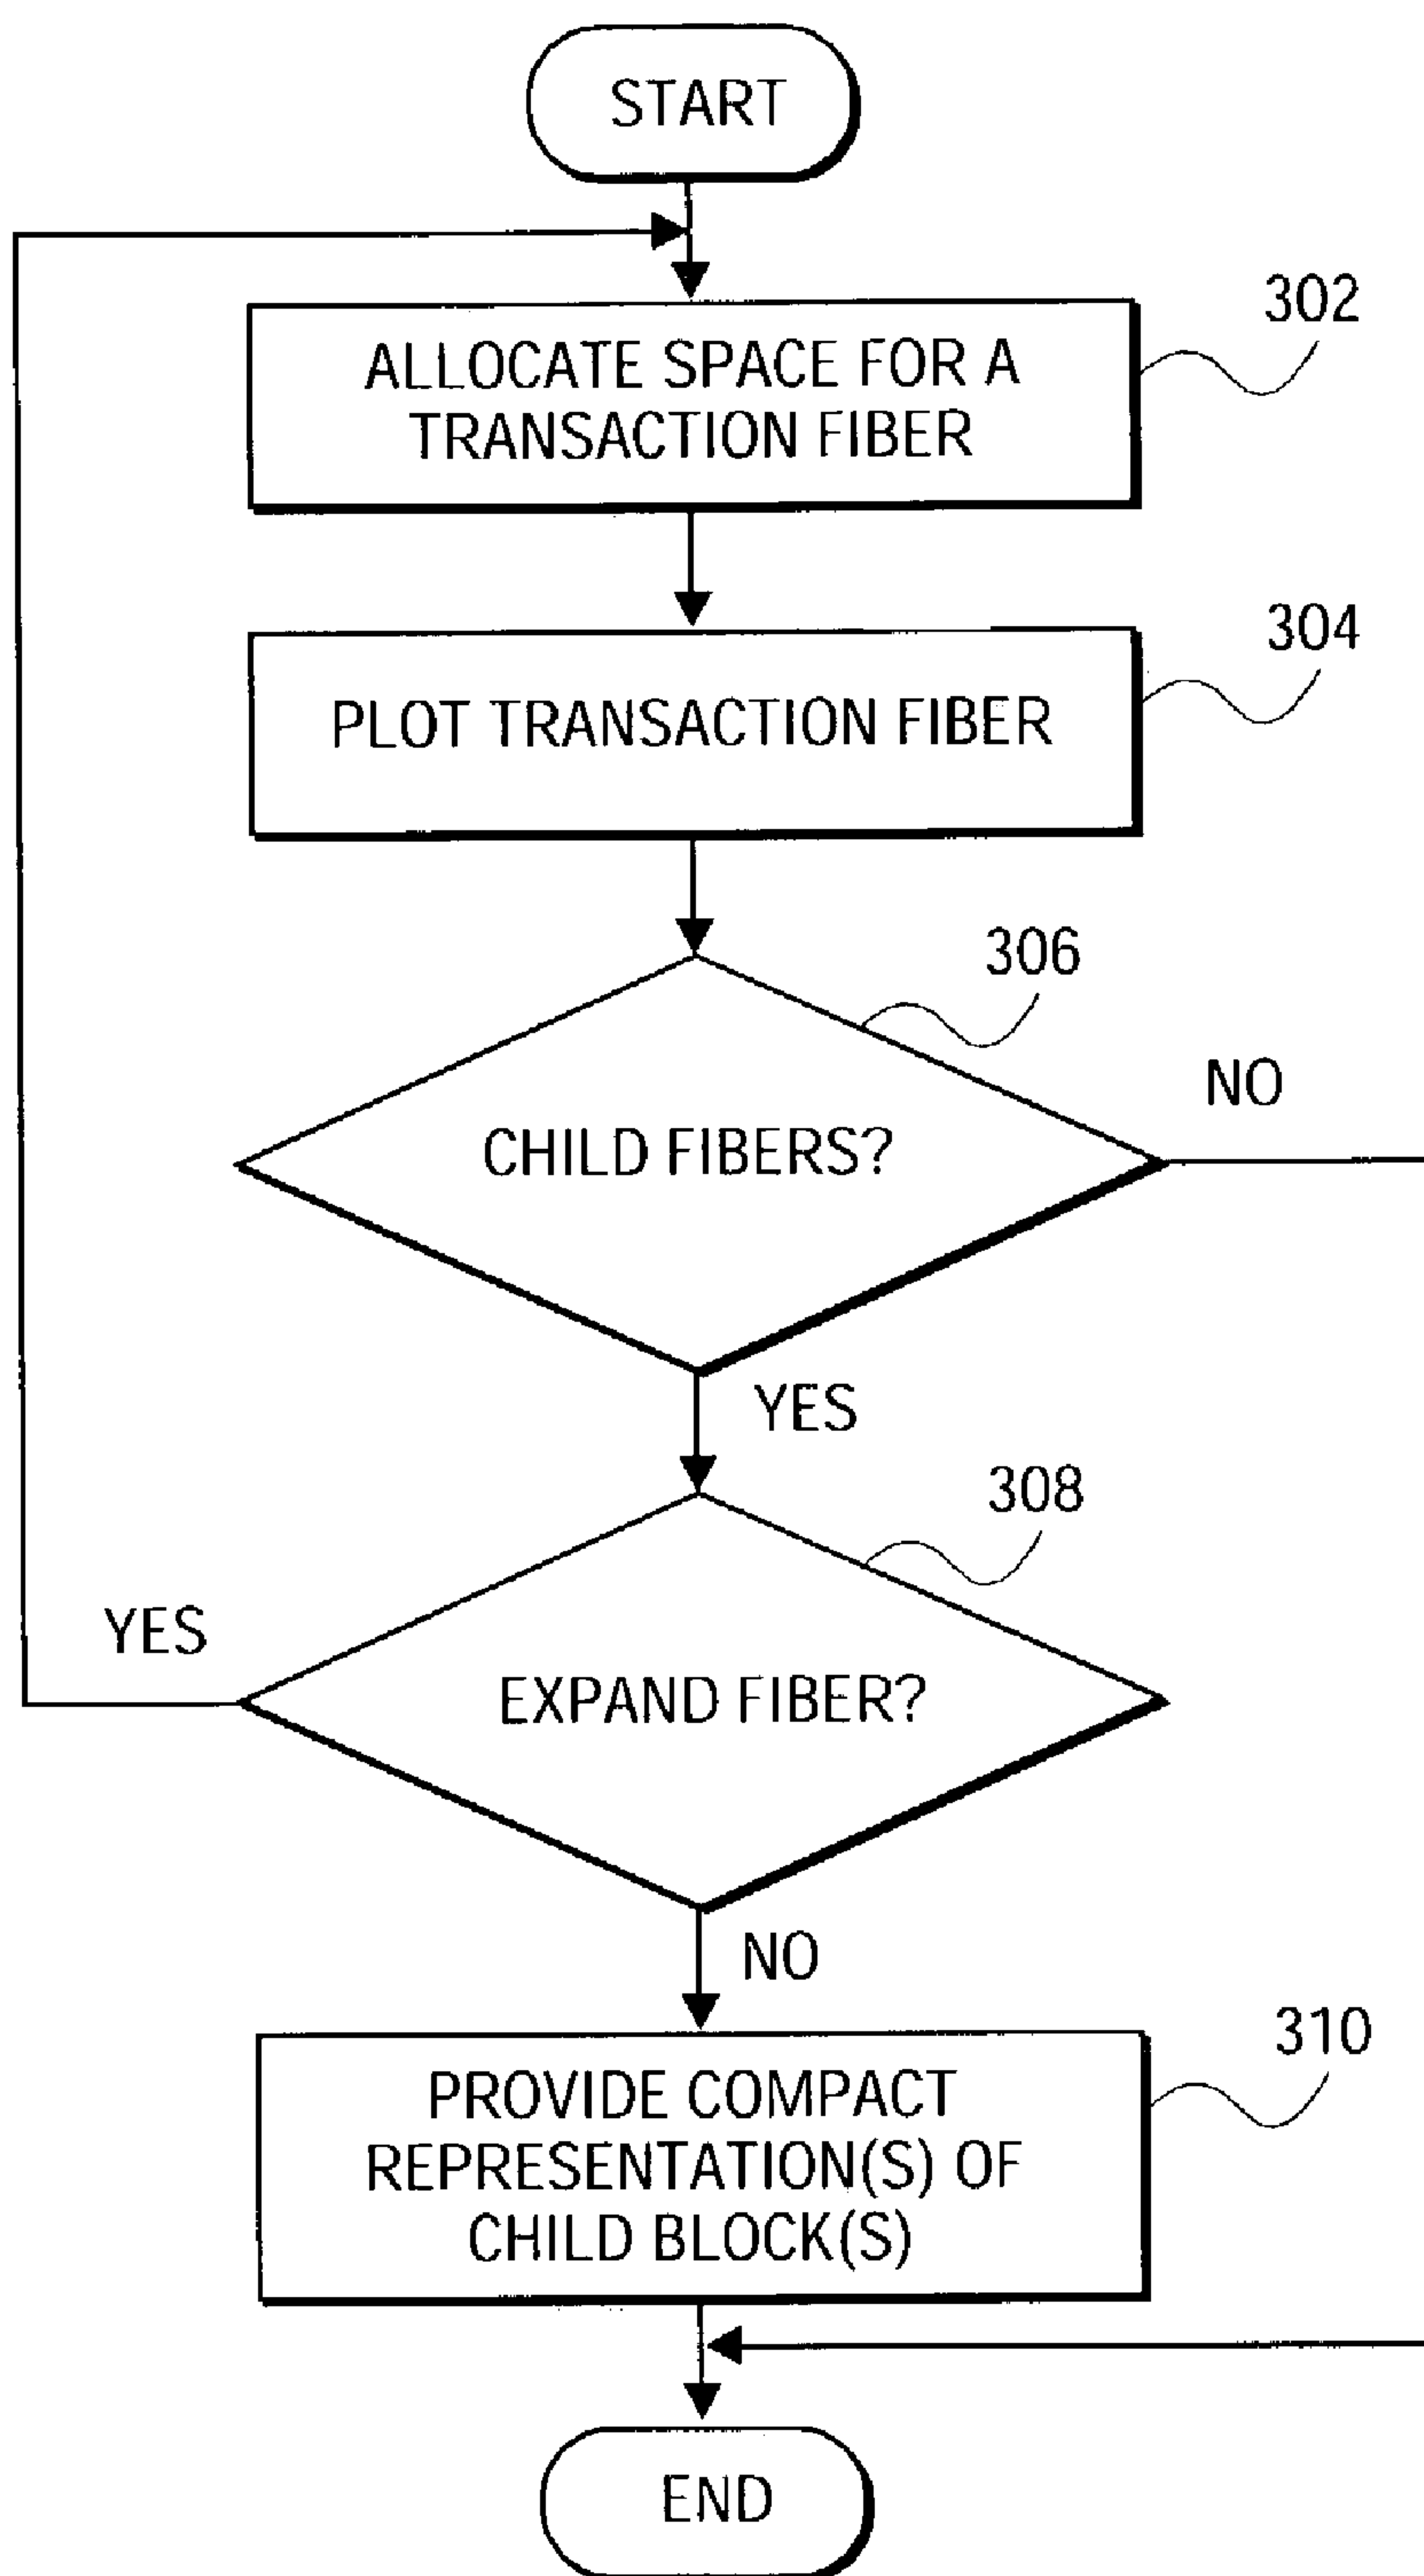 START
302
ALLOCATE SPACE FOR A
TRANSACTION FIBER
304
PLOT TRANSACTION FIBER
306
NO
CHILD FIBERS?
YES
308
YES
EXPAND FIBER?
NO
310
PROVIDE COMPACT
REPRESENTATION(S) OF
CHILD BLOCK(S)
END